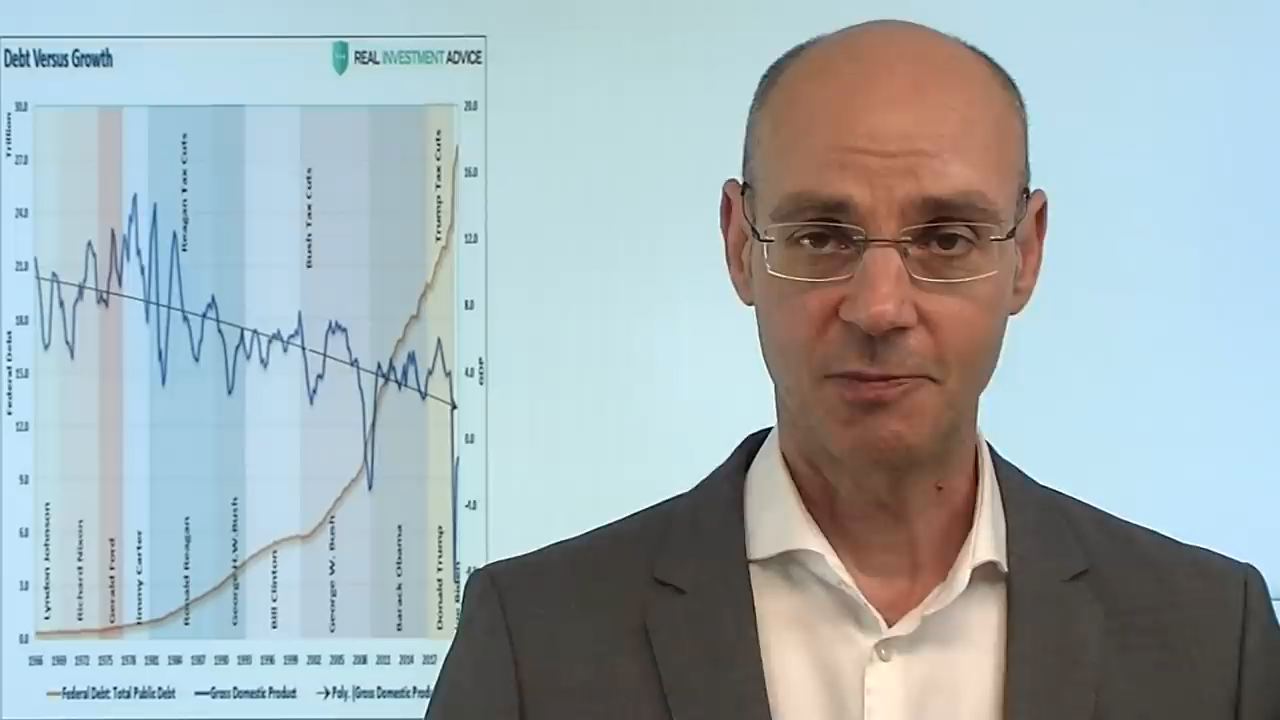 Debt Versus Growth
REAL INVESTMENT ADVICE
Trillion
Federal Debt
30.0
27.0
24.0
21.0
18.0
15.0
12.0
9.0
6.0
3.0
0.0
20.0
16.0
12.0
8.0
4.0
0.0
-4.0
GDP
Reagan Tax Cuts
Bush Tax Cuts
Trump Tax Cuts
Lyndon Johnson
Richard Nixon
Gerald Ford
Jimmy Carter
Ronald Reagan
George H.W. Bush
Bill Clinton
George W. Bush
Barack Obama
Donald Trump
1966 1969 1972 1975 1978 1981 1984 1987 1990 1993 1996 1999 2002 2005 2008 2011 2014 2017
Federal Debt: Total Public Debt Gross Domestic Product Poly. (Gross Domestic Prod